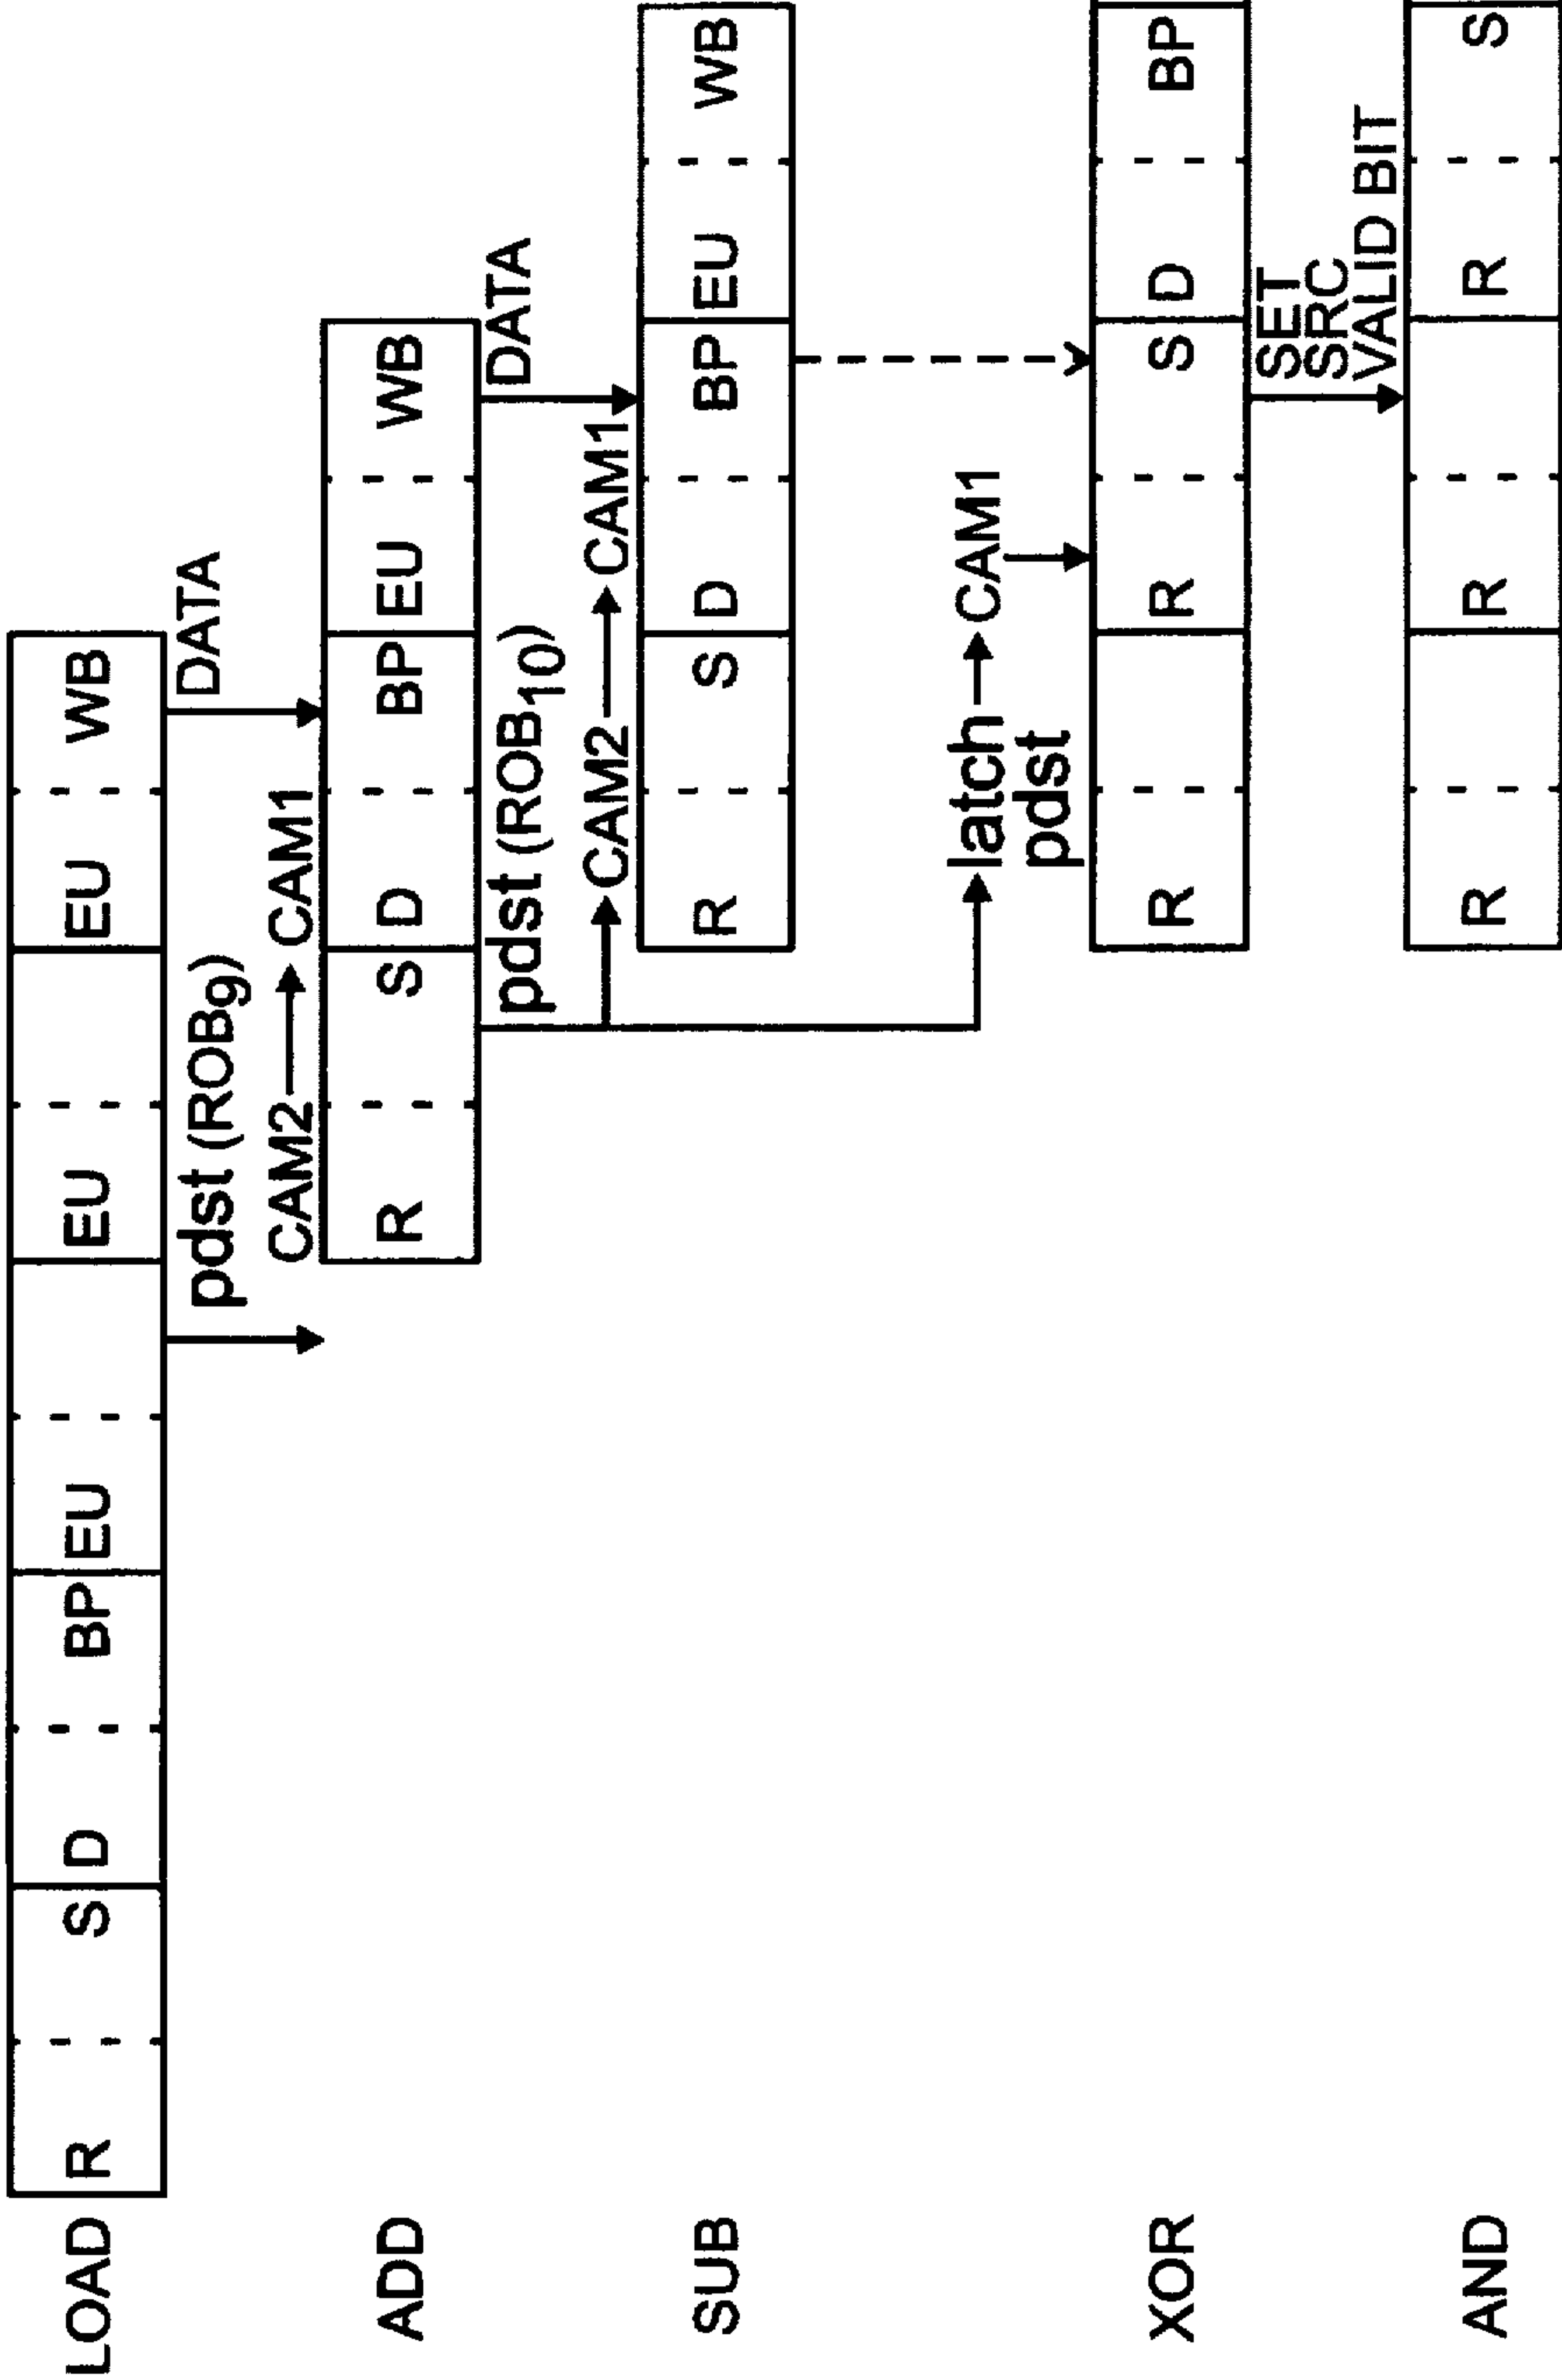 LOAD R S D BP EU EU EU WB
pdst (ROB9) DATA
CAM2 CAM1
ADD R S D BP EU WB
pdst (ROB10) DATA
CAM2 CAM1
SUB R S D BP EU WB
latch CAM1
pdst
XOR R R S D BP
SET
SRC
VALID BIT
AND R R R S